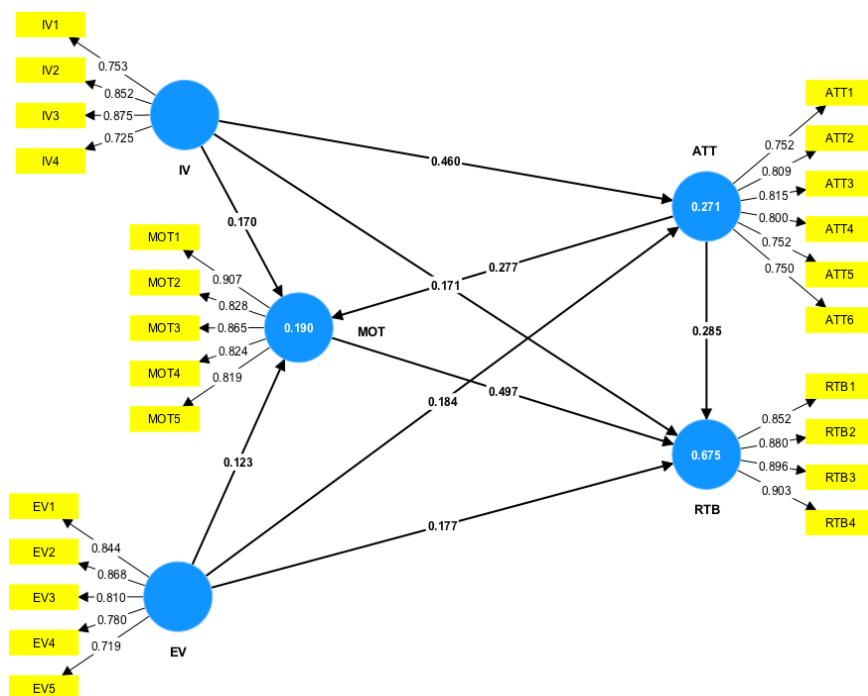 IV1
IV2
IV3
IV4
0.753
0.852
0.875
0.725
IV
ATT1
ATT2
ATT3
ATT4
ATT5
ATT6
0.752
0.809
0.815
0.800
0.752
0.750
ATT
0.271
0.460
0.170
0.171
0.277
0.285
MOT1
MOT2
MOT3
MOT4
MOT5
0.907
0.828
0.865
0.824
0.819
0.190
MOT
0.184
0.497
0.123
0.177
RTB1
RTB2
RTB3
RTB4
0.852
0.880
0.896
0.903
0.675
RTB
EV1
EV2
EV3
EV4
EV5
0.844
0.868
0.810
0.780
0.719
EV